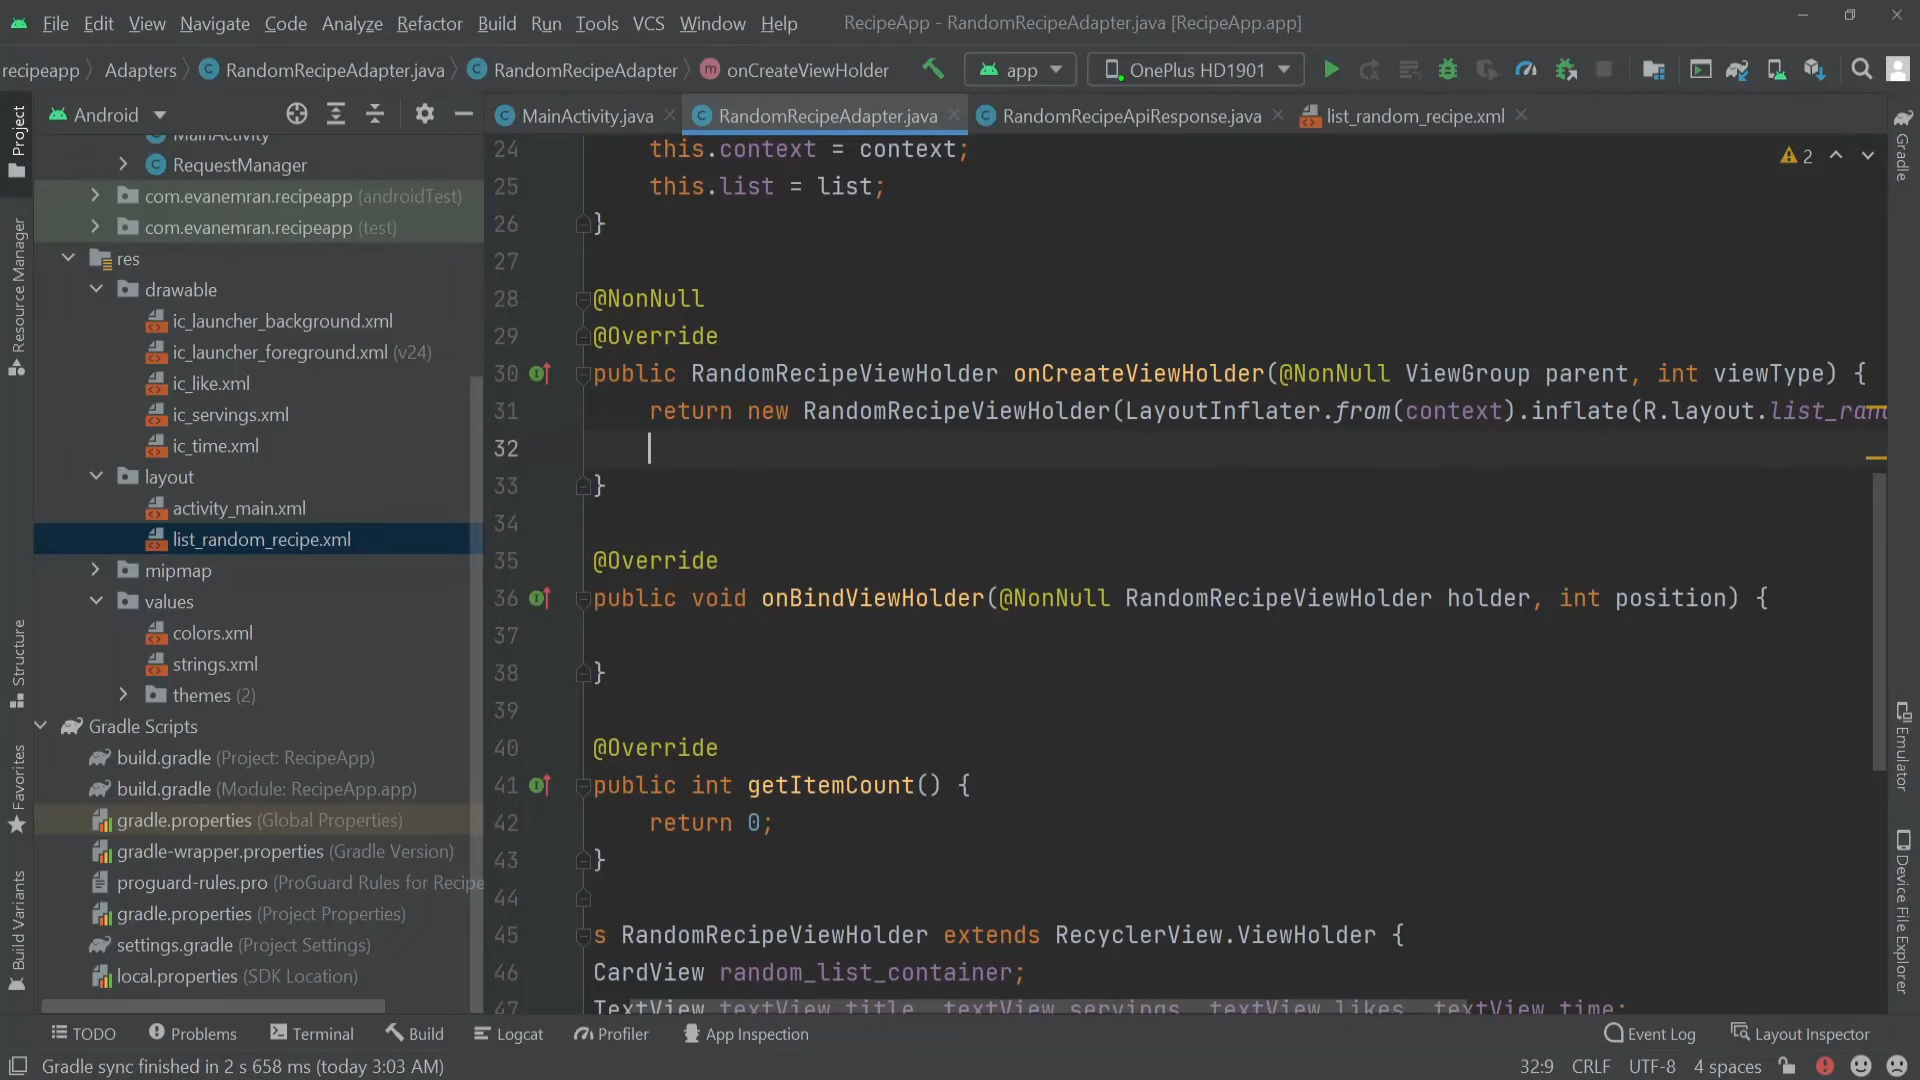 File Edit View Navigate Code Analyze Refactor Build Run Tools VCS Window Help RecipeApp - RandomRecipeAdapter.java [RecipeApp.app]
recipeapp Adapters RandomRecipeAdapter.java RandomRecipeAdapter onCreateViewHolder app OnePlus HD1901
Android
MainActivity.java RandomRecipeAdapter.java RandomRecipeApiResponse.java list_random_recipe.xml
Project
Resource Manager
Structure
Favorites
Build Variants
MainActivity
RequestManager
com.evanemran.recipeapp (androidTest)
com.evanemran.recipeapp (test)
res
drawable
ic_launcher_background.xml
ic_launcher_foreground.xml (v24)
ic_like.xml
ic_servings.xml
ic_time.xml
layout
activity_main.xml
list_random_recipe.xml
mipmap
values
colors.xml
strings.xml
themes (2)
Gradle Scripts
build.gradle (Project: RecipeApp)
build.gradle (Module: RecipeApp.app)
gradle.properties (Global Properties)
gradle-wrapper.properties (Gradle Version)
proguard-rules.pro (ProGuard Rules for Recipe
gradle.properties (Project Properties)
settings.gradle (Project Settings)
local.properties (SDK Location)
24 this.context = context;
25 this.list = list;
26 }
27
28 @NonNull
29 @Override
30 public RandomRecipeViewHolder onCreateViewHolder(@NonNull ViewGroup parent, int viewType) {
31 return new RandomRecipeViewHolder(LayoutInflater.from(context).inflate(R.layout.list_ran
32
33 }
34
35 @Override
36 public void onBindViewHolder(@NonNull RandomRecipeViewHolder holder, int position) {
37
38 }
39
40 @Override
41 public int getItemCount() {
42 return 0;
43 }
44
45 s RandomRecipeViewHolder extends RecyclerView.ViewHolder {
46 CardView random_list_container;
47 TextView textView_title, textView_servings, textView_likes, textView_time;
2
Gradle
Emulator
Device File Explorer
TODO Problems Terminal Build Logcat Profiler App Inspection Event Log Layout Inspector
Gradle sync finished in 2 s 658 ms (today 3:03 AM) 32:9 CRLF UTF-8 4 spaces